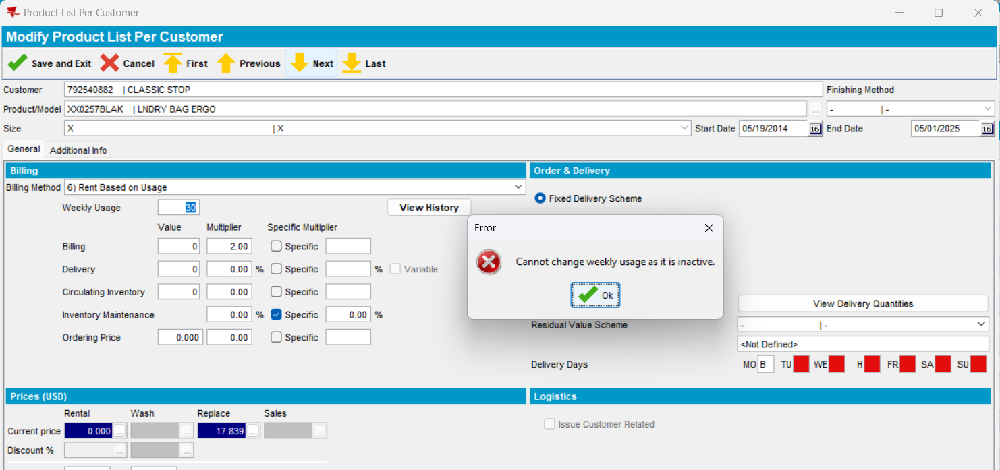 Product List Per Customer
Modify Product List Per Customer
Save and Exit Cancel First Previous Next Last
Customer 792540882 | CLASSIC STOP Finishing Method
Product/Model XX0257BLAK | LNDRY BAG ERGO ... - | -
Size X | X Start Date 05/19/2014 16 End Date 05/01/2025 16
General Additional Info
Billing
Billing Method 6) Rent Based on Usage
Weekly Usage 30 View History
Value Multiplier Specific Multiplier
Billing 0 2.00 Specific
Delivery 0 0.00 % Specific % Variable
Circulating Inventory 0 0.00 Specific
Inventory Maintenance 0.00 % Specific 0.00 %
Ordering Price 0.000 0.00 Specific
Order & Delivery
Fixed Delivery Scheme
Error
Cannot change weekly usage as it is inactive.
Ok
View Delivery Quantities
Residual Value Scheme - | -
<Not Defined>
Delivery Days MO B TU WE H FR SA SU
Prices (USD)
Rental Wash Replace Sales
Current price 0.000 ... ... 17.839 ... ...
Discount % ... ...
Logistics
Issue Customer Related